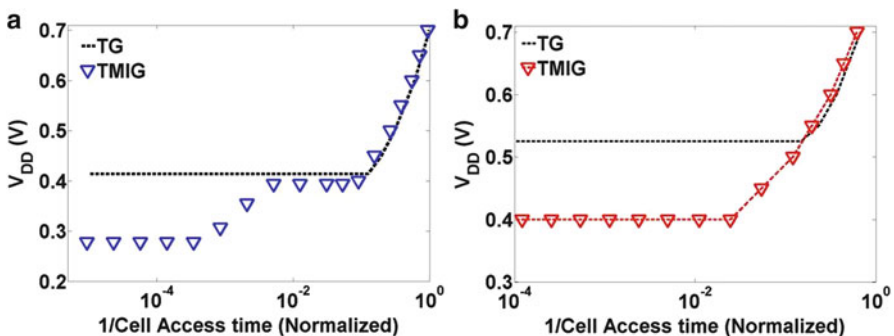 a
0.7
0.6
0.5
0.4
0.3
0.2
V_DD (V)
TG
TMIG
10^-4
10^-2
10^0
1/Cell Access time (Normalized)
b
0.7
0.6
0.5
0.4
0.3
V_DD (V)
TG
TMIG
10^-4
10^-2
10^0
1/Cell Access time (Normalized)